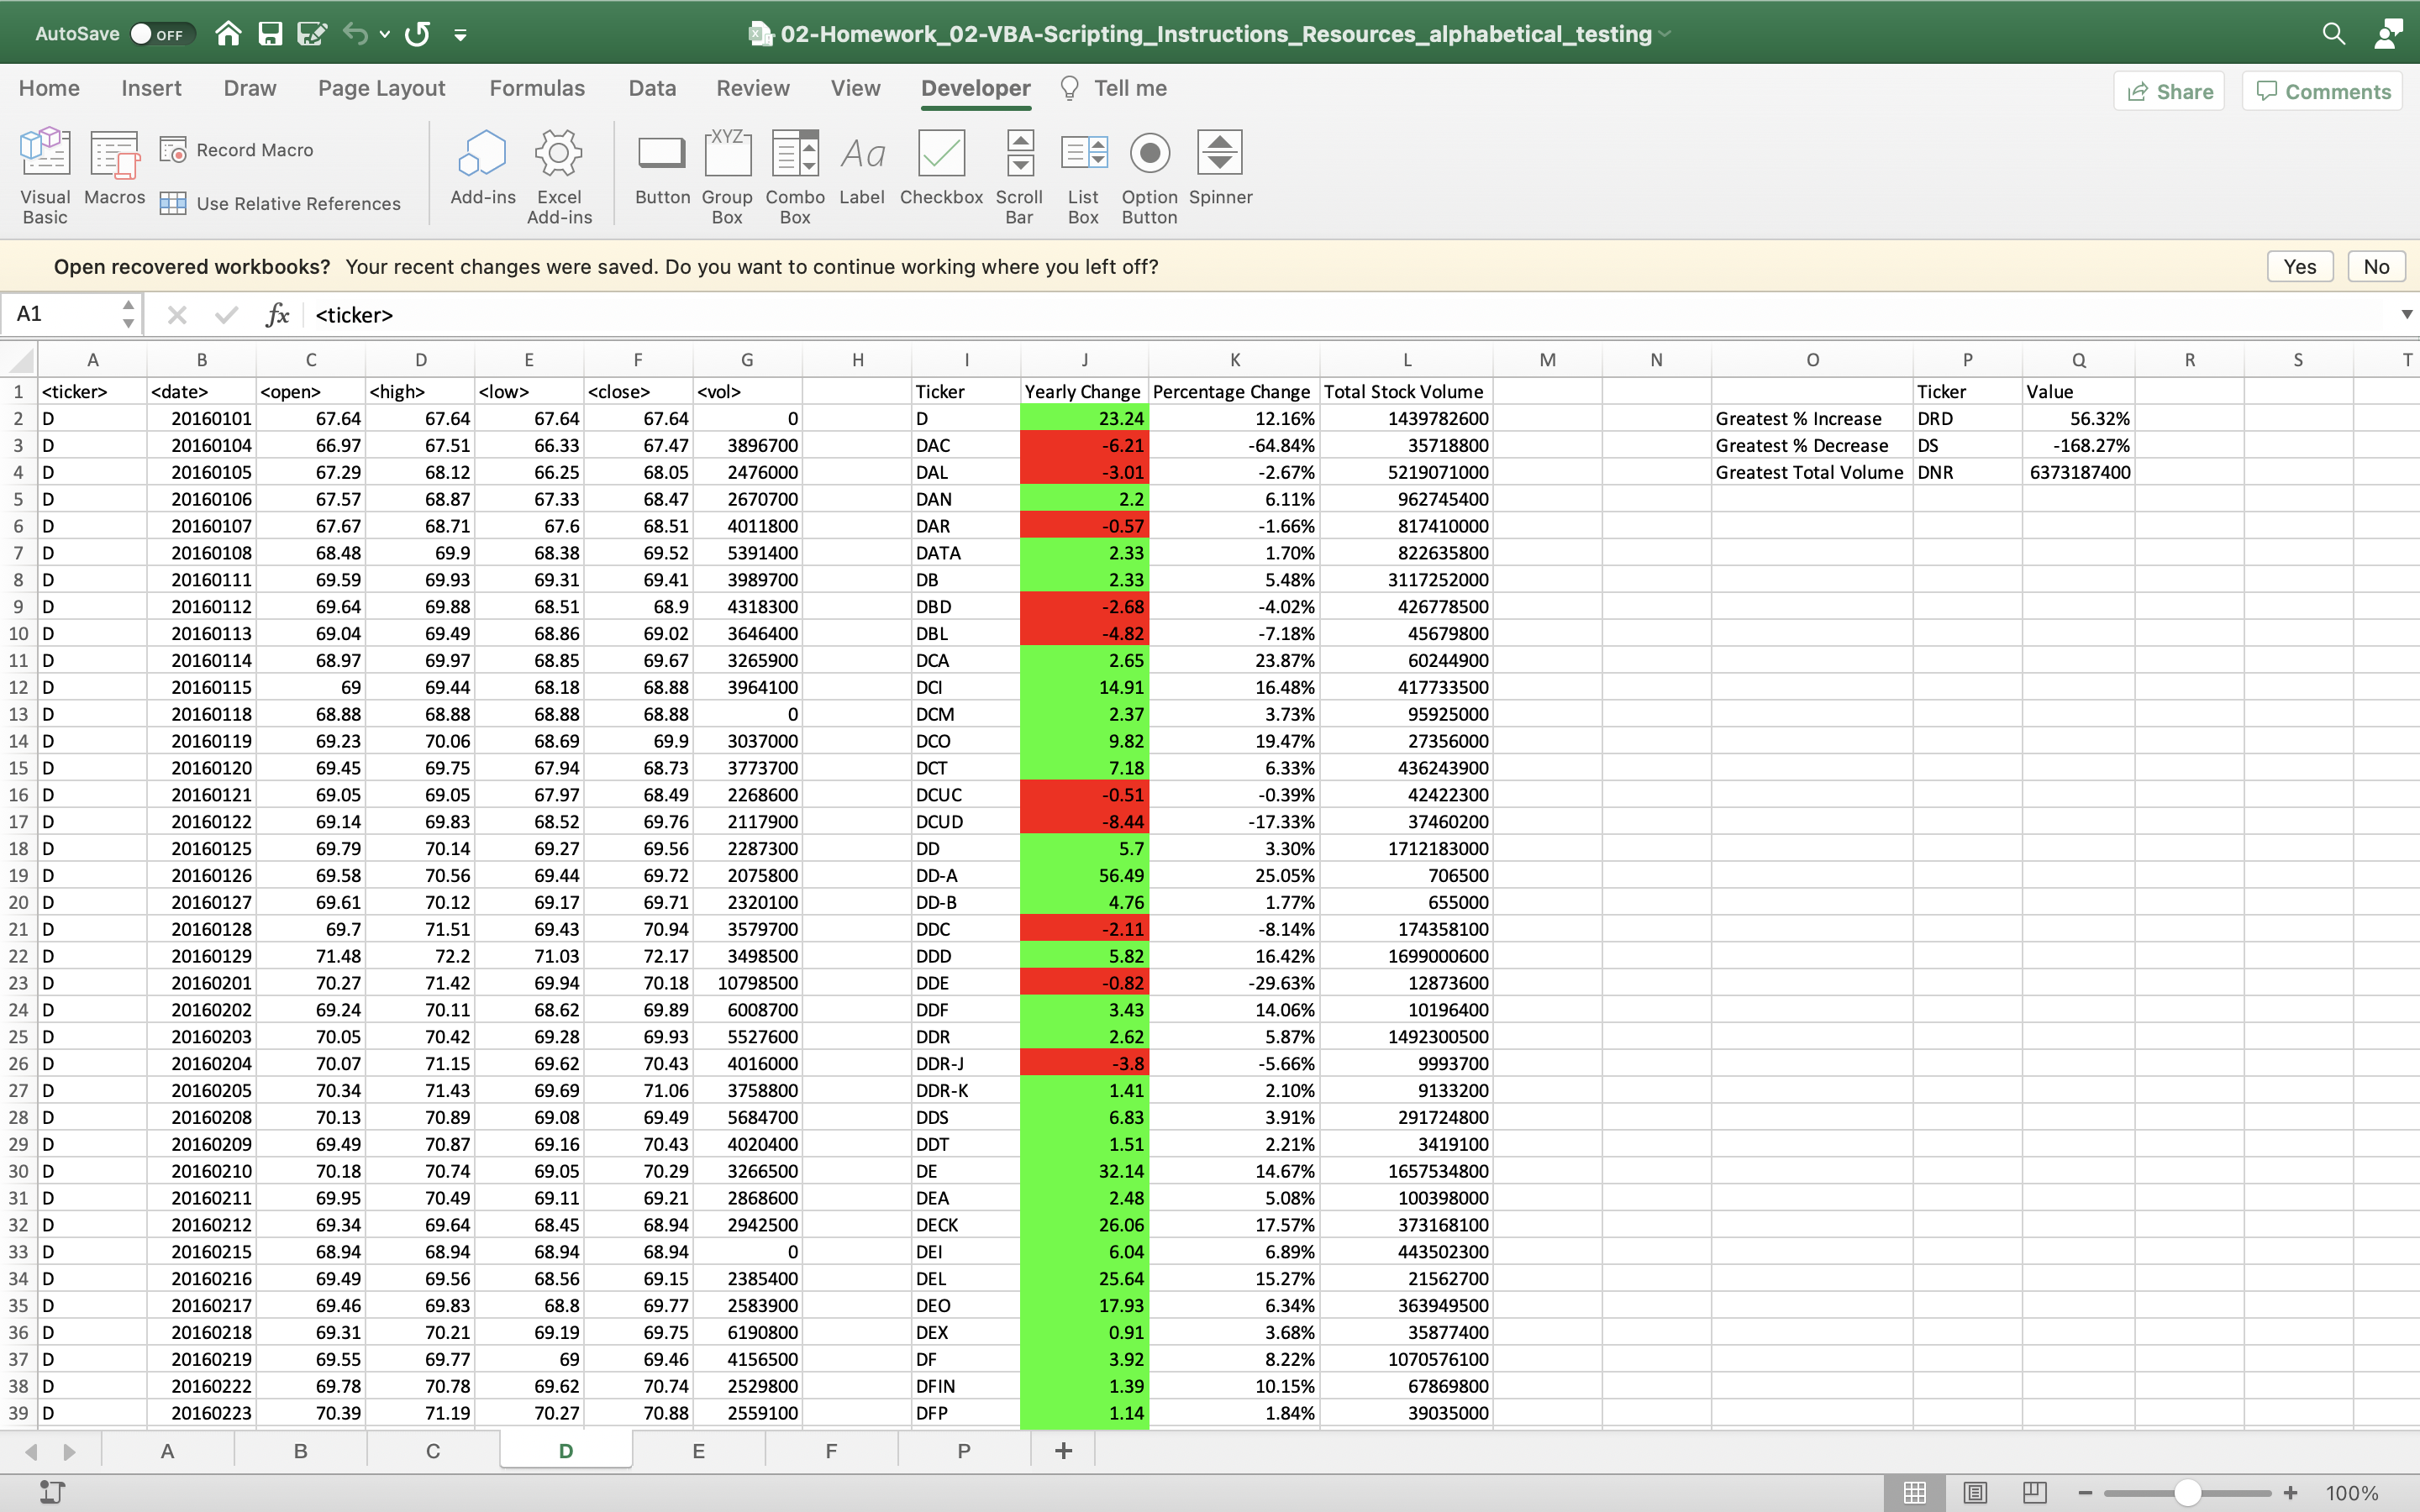 AutoSave OFF 02-Homework_02-VBA-Scripting_Instructions_Resources_alphabetical_testing
Home Insert Draw Page Layout Formulas Data Review View Developer Tell me Share Comments
Visual Basic Macros Record Macro Use Relative References Add-ins Excel Add-ins Button XYZ Group Box Combo Box Aa Label Checkbox Scroll Bar List Box Option Button Spinner
Open recovered workbooks? Your recent changes were saved. Do you want to continue working where you left off? Yes No
A1 fx <ticker>
A B C D E F G H I J K L M N O P Q R S T
1 <ticker> <date> <open> <high> <low> <close> <vol> Ticker Yearly Change Percentage Change Total Stock Volume Ticker Value
2 D 20160101 67.64 67.64 67.64 67.64 0 D 23.24 12.16% 1439782600 Greatest % Increase DRD 56.32%
3 D 20160104 66.97 67.51 66.33 67.47 3896700 DAC -6.21 -64.84% 35718800 Greatest % Decrease DS -168.27%
4 D 20160105 67.29 68.12 66.25 68.05 2476000 DAL -3.01 -2.67% 5219071000 Greatest Total Volume DNR 6373187400
5 D 20160106 67.57 68.87 67.33 68.47 2670700 DAN 2.2 6.11% 962745400
6 D 20160107 67.67 68.71 67.6 68.51 4011800 DAR -0.57 -1.66% 817410000
7 D 20160108 68.48 69.9 68.38 69.52 5391400 DATA 2.33 1.70% 822635800
8 D 20160111 69.59 69.93 69.31 69.41 3989700 DB 2.33 5.48% 3117252000
9 D 20160112 69.64 69.88 68.51 68.9 4318300 DBD -2.68 -4.02% 426778500
10 D 20160113 69.04 69.49 68.86 69.02 3646400 DBL -4.82 -7.18% 45679800
11 D 20160114 68.97 69.97 68.85 69.67 3265900 DCA 2.65 23.87% 60244900
12 D 20160115 69 69.44 68.18 68.88 3964100 DCI 14.91 16.48% 417733500
13 D 20160118 68.88 68.88 68.88 68.88 0 DCM 2.37 3.73% 95925000
14 D 20160119 69.23 70.06 68.69 69.9 3037000 DCO 9.82 19.47% 27356000
15 D 20160120 69.45 69.75 67.94 68.73 3773700 DCT 7.18 6.33% 436243900
16 D 20160121 69.05 69.05 67.97 68.49 2268600 DCUC -0.51 -0.39% 42422300
17 D 20160122 69.14 69.83 68.52 69.76 2117900 DCUD -8.44 -17.33% 37460200
18 D 20160125 69.79 70.14 69.27 69.56 2287300 DD 5.7 3.30% 1712183000
19 D 20160126 69.58 70.56 69.44 69.72 2075800 DD-A 56.49 25.05% 706500
20 D 20160127 69.61 70.12 69.17 69.71 2320100 DD-B 4.76 1.77% 655000
21 D 20160128 69.7 71.51 69.43 70.94 3579700 DDC -2.11 -8.14% 174358100
22 D 20160129 71.48 72.2 71.03 72.17 3498500 DDD 5.82 16.42% 1699000600
23 D 20160201 70.27 71.42 69.94 70.18 10798500 DDE -0.82 -29.63% 12873600
24 D 20160202 69.24 70.11 68.62 69.89 6008700 DDF 3.43 14.06% 10196400
25 D 20160203 70.05 70.42 69.28 69.93 5527600 DDR 2.62 5.87% 1492300500
26 D 20160204 70.07 71.15 69.62 70.43 4016000 DDR-J -3.8 -5.66% 9993700
27 D 20160205 70.34 71.43 69.69 71.06 3758800 DDR-K 1.41 2.10% 9133200
28 D 20160208 70.13 70.89 69.08 69.49 5684700 DDS 6.83 3.91% 291724800
29 D 20160209 69.49 70.87 69.16 70.43 4020400 DDT 1.51 2.21% 3419100
30 D 20160210 70.18 70.74 69.05 70.29 3266500 DE 32.14 14.67% 1657534800
31 D 20160211 69.95 70.49 69.11 69.21 2868600 DEA 2.48 5.08% 100398000
32 D 20160212 69.34 69.64 68.45 68.94 2942500 DECK 26.06 17.57% 373168100
33 D 20160215 68.94 68.94 68.94 68.94 0 DEI 6.04 6.89% 443502300
34 D 20160216 69.49 69.56 68.56 69.15 2385400 DEL 25.64 15.27% 21562700
35 D 20160217 69.46 69.83 68.8 69.77 2583900 DEO 17.93 6.34% 363949500
36 D 20160218 69.31 70.21 69.19 69.75 6190800 DEX 0.91 3.68% 35877400
37 D 20160219 69.55 69.77 69 69.46 4156500 DF 3.92 8.22% 1070576100
38 D 20160222 69.78 70.78 69.62 70.74 2529800 DFIN 1.39 10.15% 67869800
39 D 20160223 70.39 71.19 70.27 70.88 2559100 DFP 1.14 1.84% 39035000
A B C D E F P +
100%